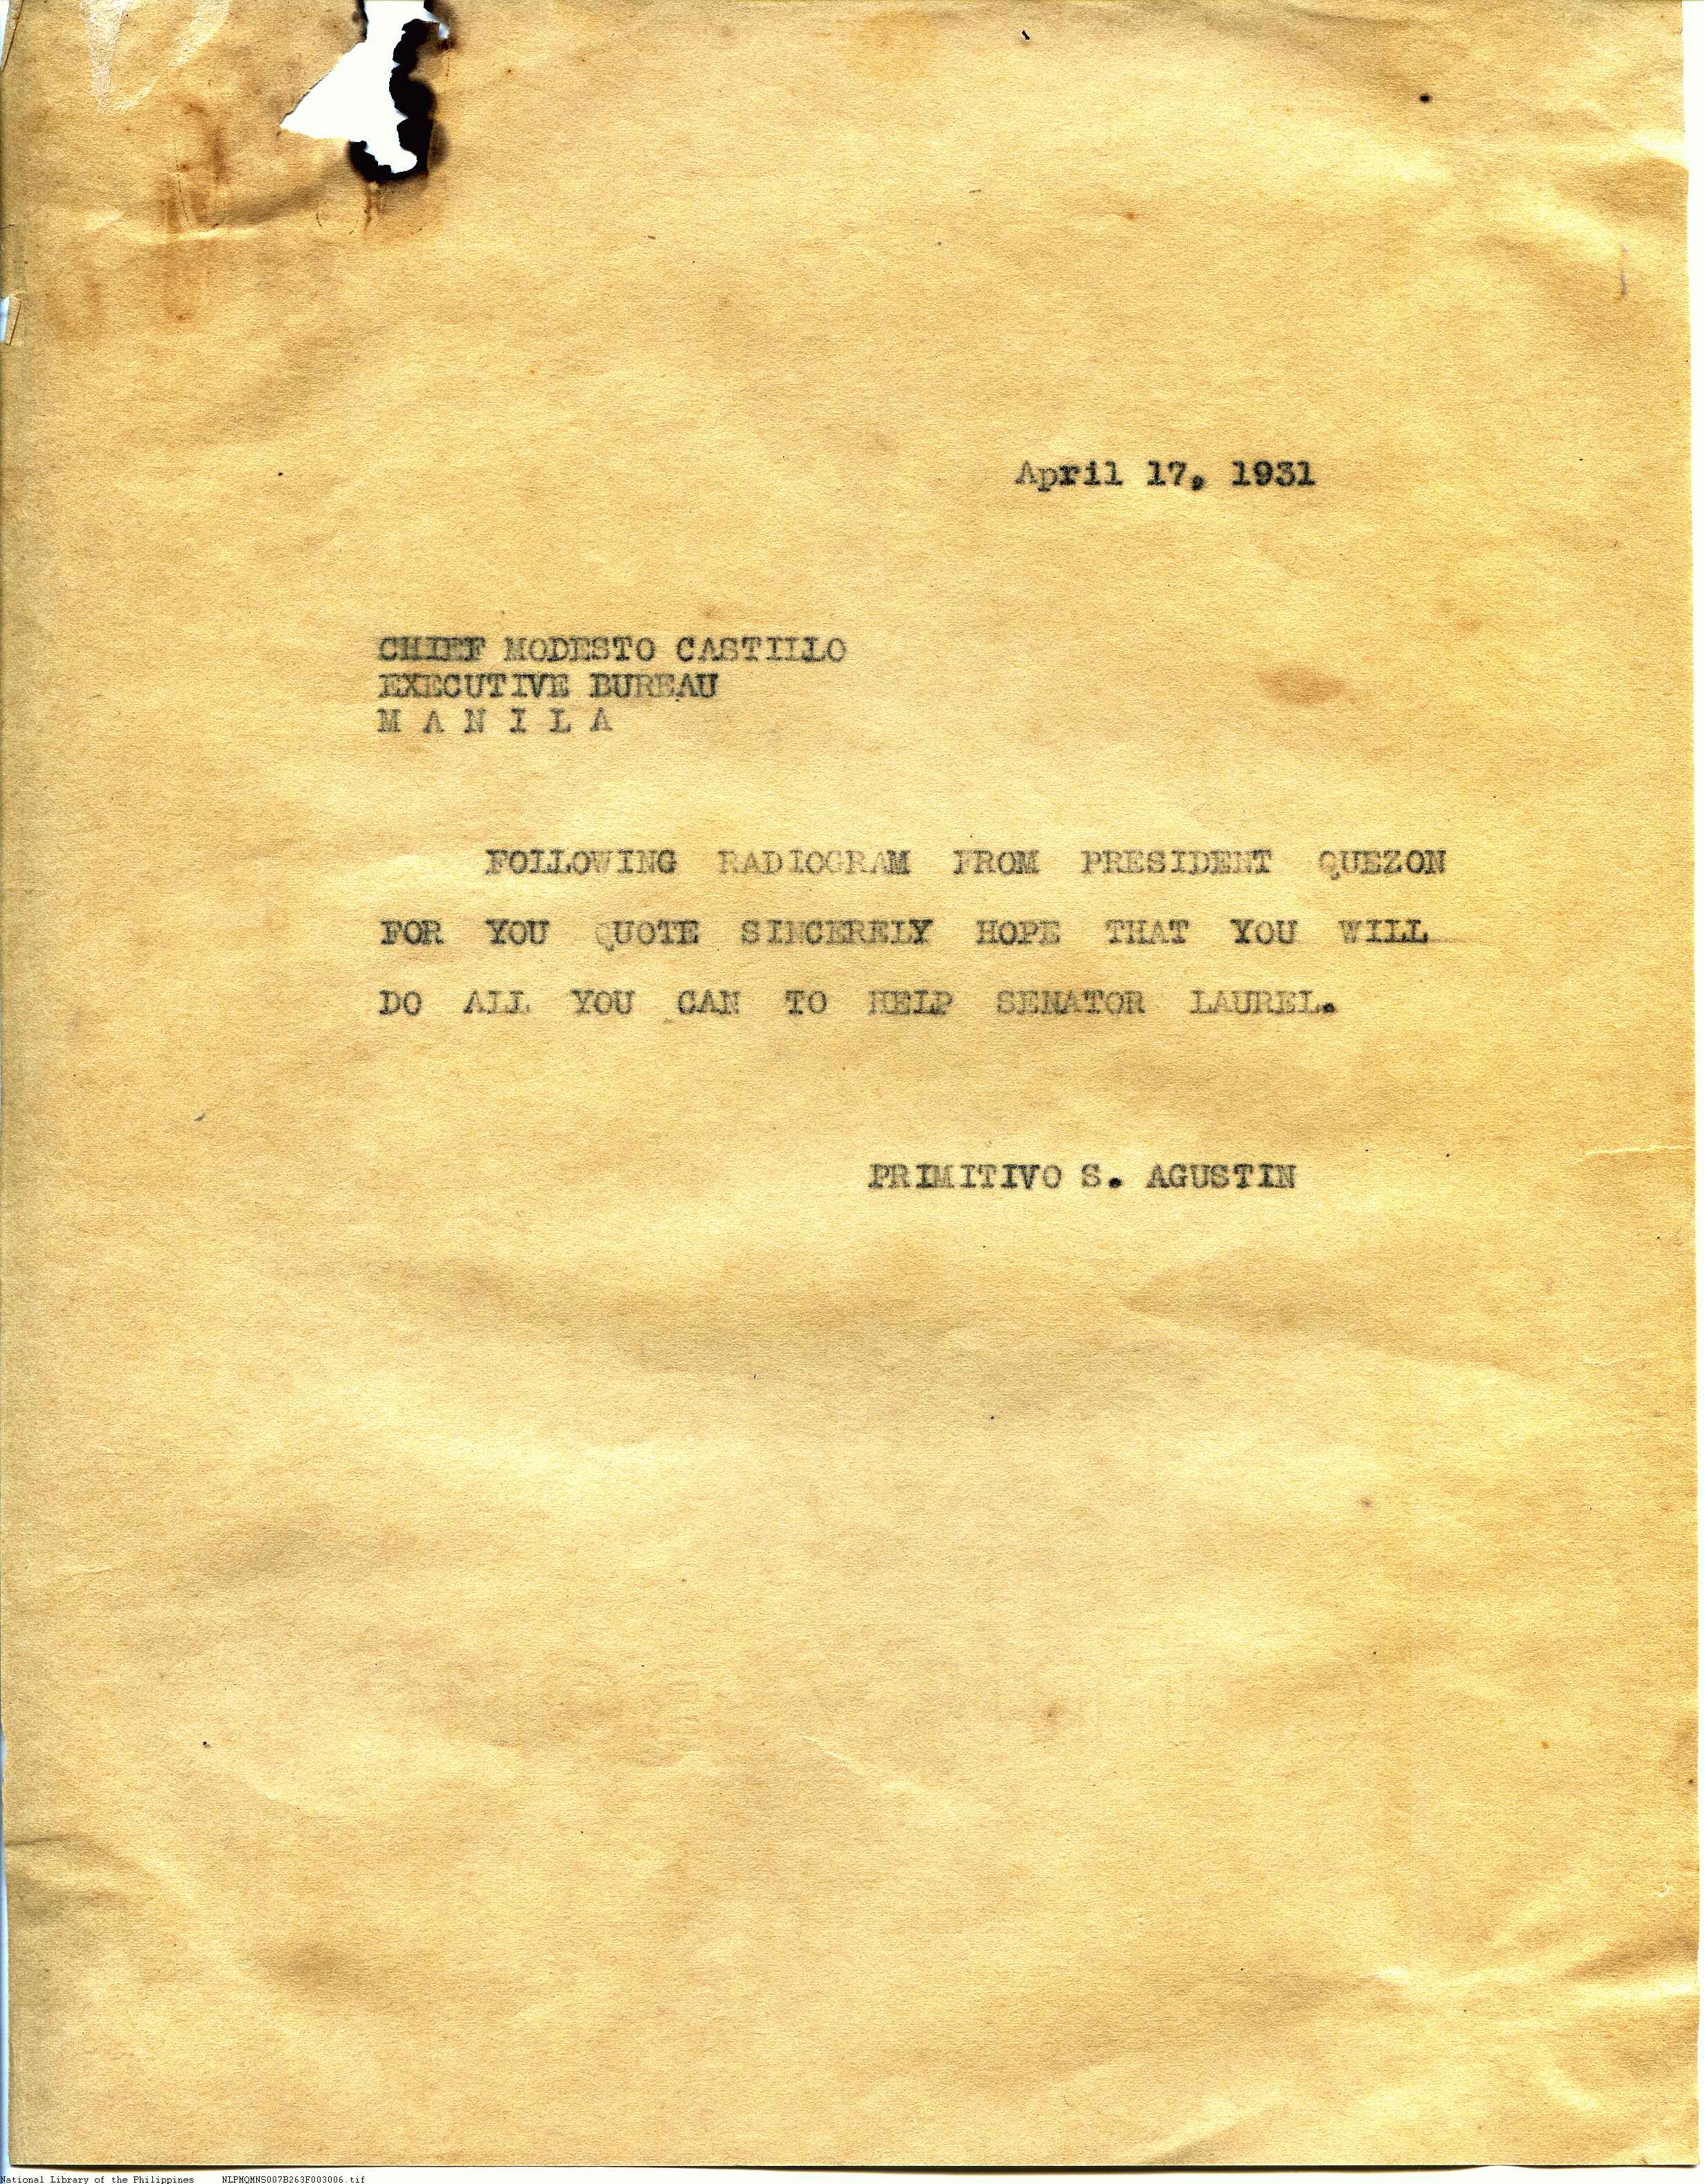 April 17, 1931
CHIEF MODESTO CASTILLO
EXECUTIVE BUREAU
M A N I L A
FOLLOWING RADIOGRAM FROM PRESIDENT QUEZON
FOR YOU QUOTE SINCERELY HOPE THAT YOU WILL
DO ALL YOU CAN TO HELP SENATOR LAUREL.
PRIMITIVO S. AGUSTIN
National Library of the Philippines NLPMQMNS007B263F003006.tif